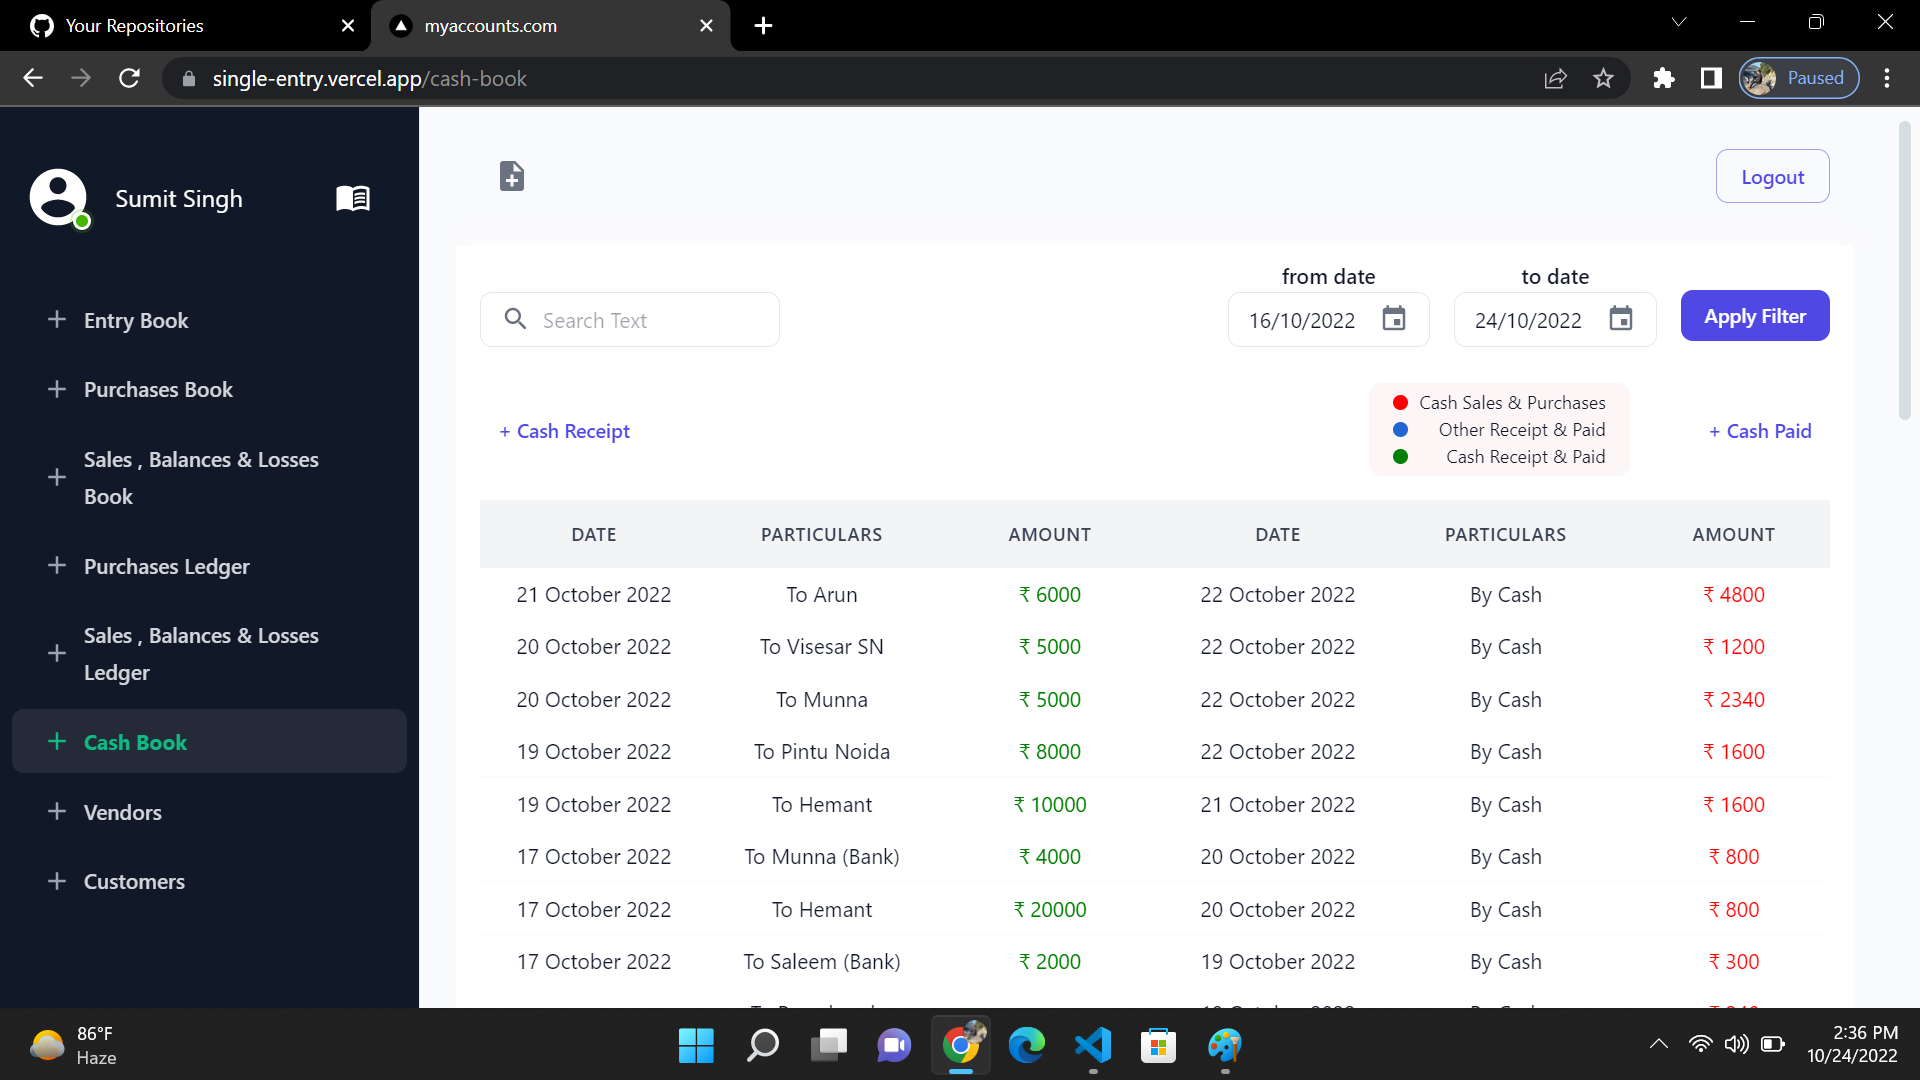 Your Repositories
myaccounts.com
single-entry.vercel.app/cash-book
Paused
Sumit Singh
Entry Book
Purchases Book
Sales , Balances & Losses
Book
Purchases Ledger
Sales , Balances & Losses
Ledger
Cash Book
Vendors
Customers
Logout
from date
to date
Search Text
16/10/2022
24/10/2022
Apply Filter
+ Cash Receipt
Cash Sales & Purchases
Other Receipt & Paid
Cash Receipt & Paid
+ Cash Paid
DATE PARTICULARS AMOUNT DATE PARTICULARS AMOUNT
21 October 2022 To Arun ₹ 6000 22 October 2022 By Cash ₹ 4800
20 October 2022 To Visesar SN ₹ 5000 22 October 2022 By Cash ₹ 1200
20 October 2022 To Munna ₹ 5000 22 October 2022 By Cash ₹ 2340
19 October 2022 To Pintu Noida ₹ 8000 22 October 2022 By Cash ₹ 1600
19 October 2022 To Hemant ₹ 10000 21 October 2022 By Cash ₹ 1600
17 October 2022 To Munna (Bank) ₹ 4000 20 October 2022 By Cash ₹ 800
17 October 2022 To Hemant ₹ 20000 20 October 2022 By Cash ₹ 800
17 October 2022 To Saleem (Bank) ₹ 2000 19 October 2022 By Cash ₹ 300
86°F
Haze
2:36 PM
10/24/2022